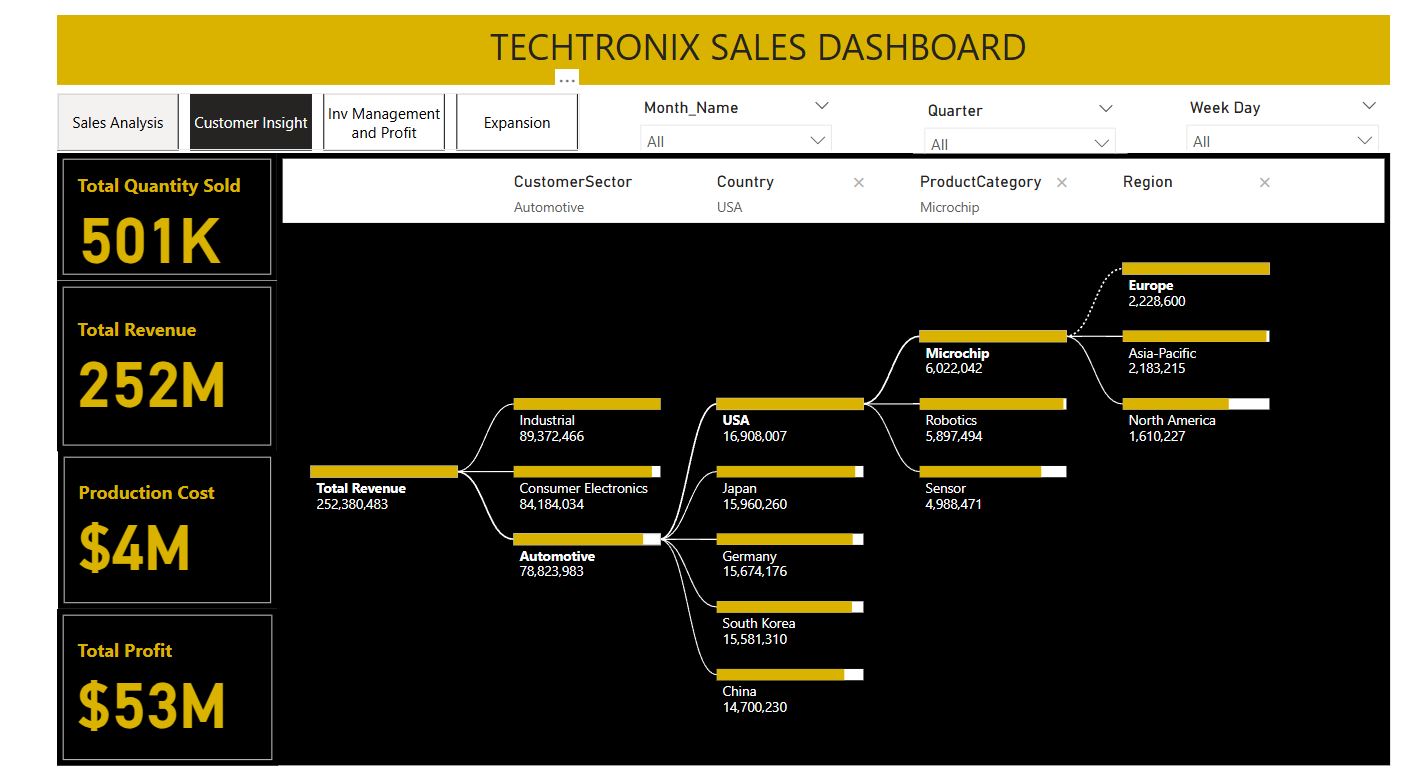 TECHTRONIX SALES DASHBOARD
...
Sales Analysis
Customer Insight
Inv Management
and Profit
Expansion
Month_Name
All
Quarter
All
Week Day
All
Total Quantity Sold
501K
Total Revenue
252M
Production Cost
$4M
Total Profit
$53M
CustomerSector
Automotive
Country
USA
ProductCategory
Microchip
Region
Total Revenue
252,380,483
Industrial
89,372,466
Consumer Electronics
84,184,034
Automotive
78,823,983
USA
16,908,007
Japan
15,960,260
Germany
15,674,176
South Korea
15,581,310
China
14,700,230
Microchip
6,022,042
Robotics
5,897,494
Sensor
4,988,471
Europe
2,228,600
Asia-Pacific
2,183,215
North America
1,610,227